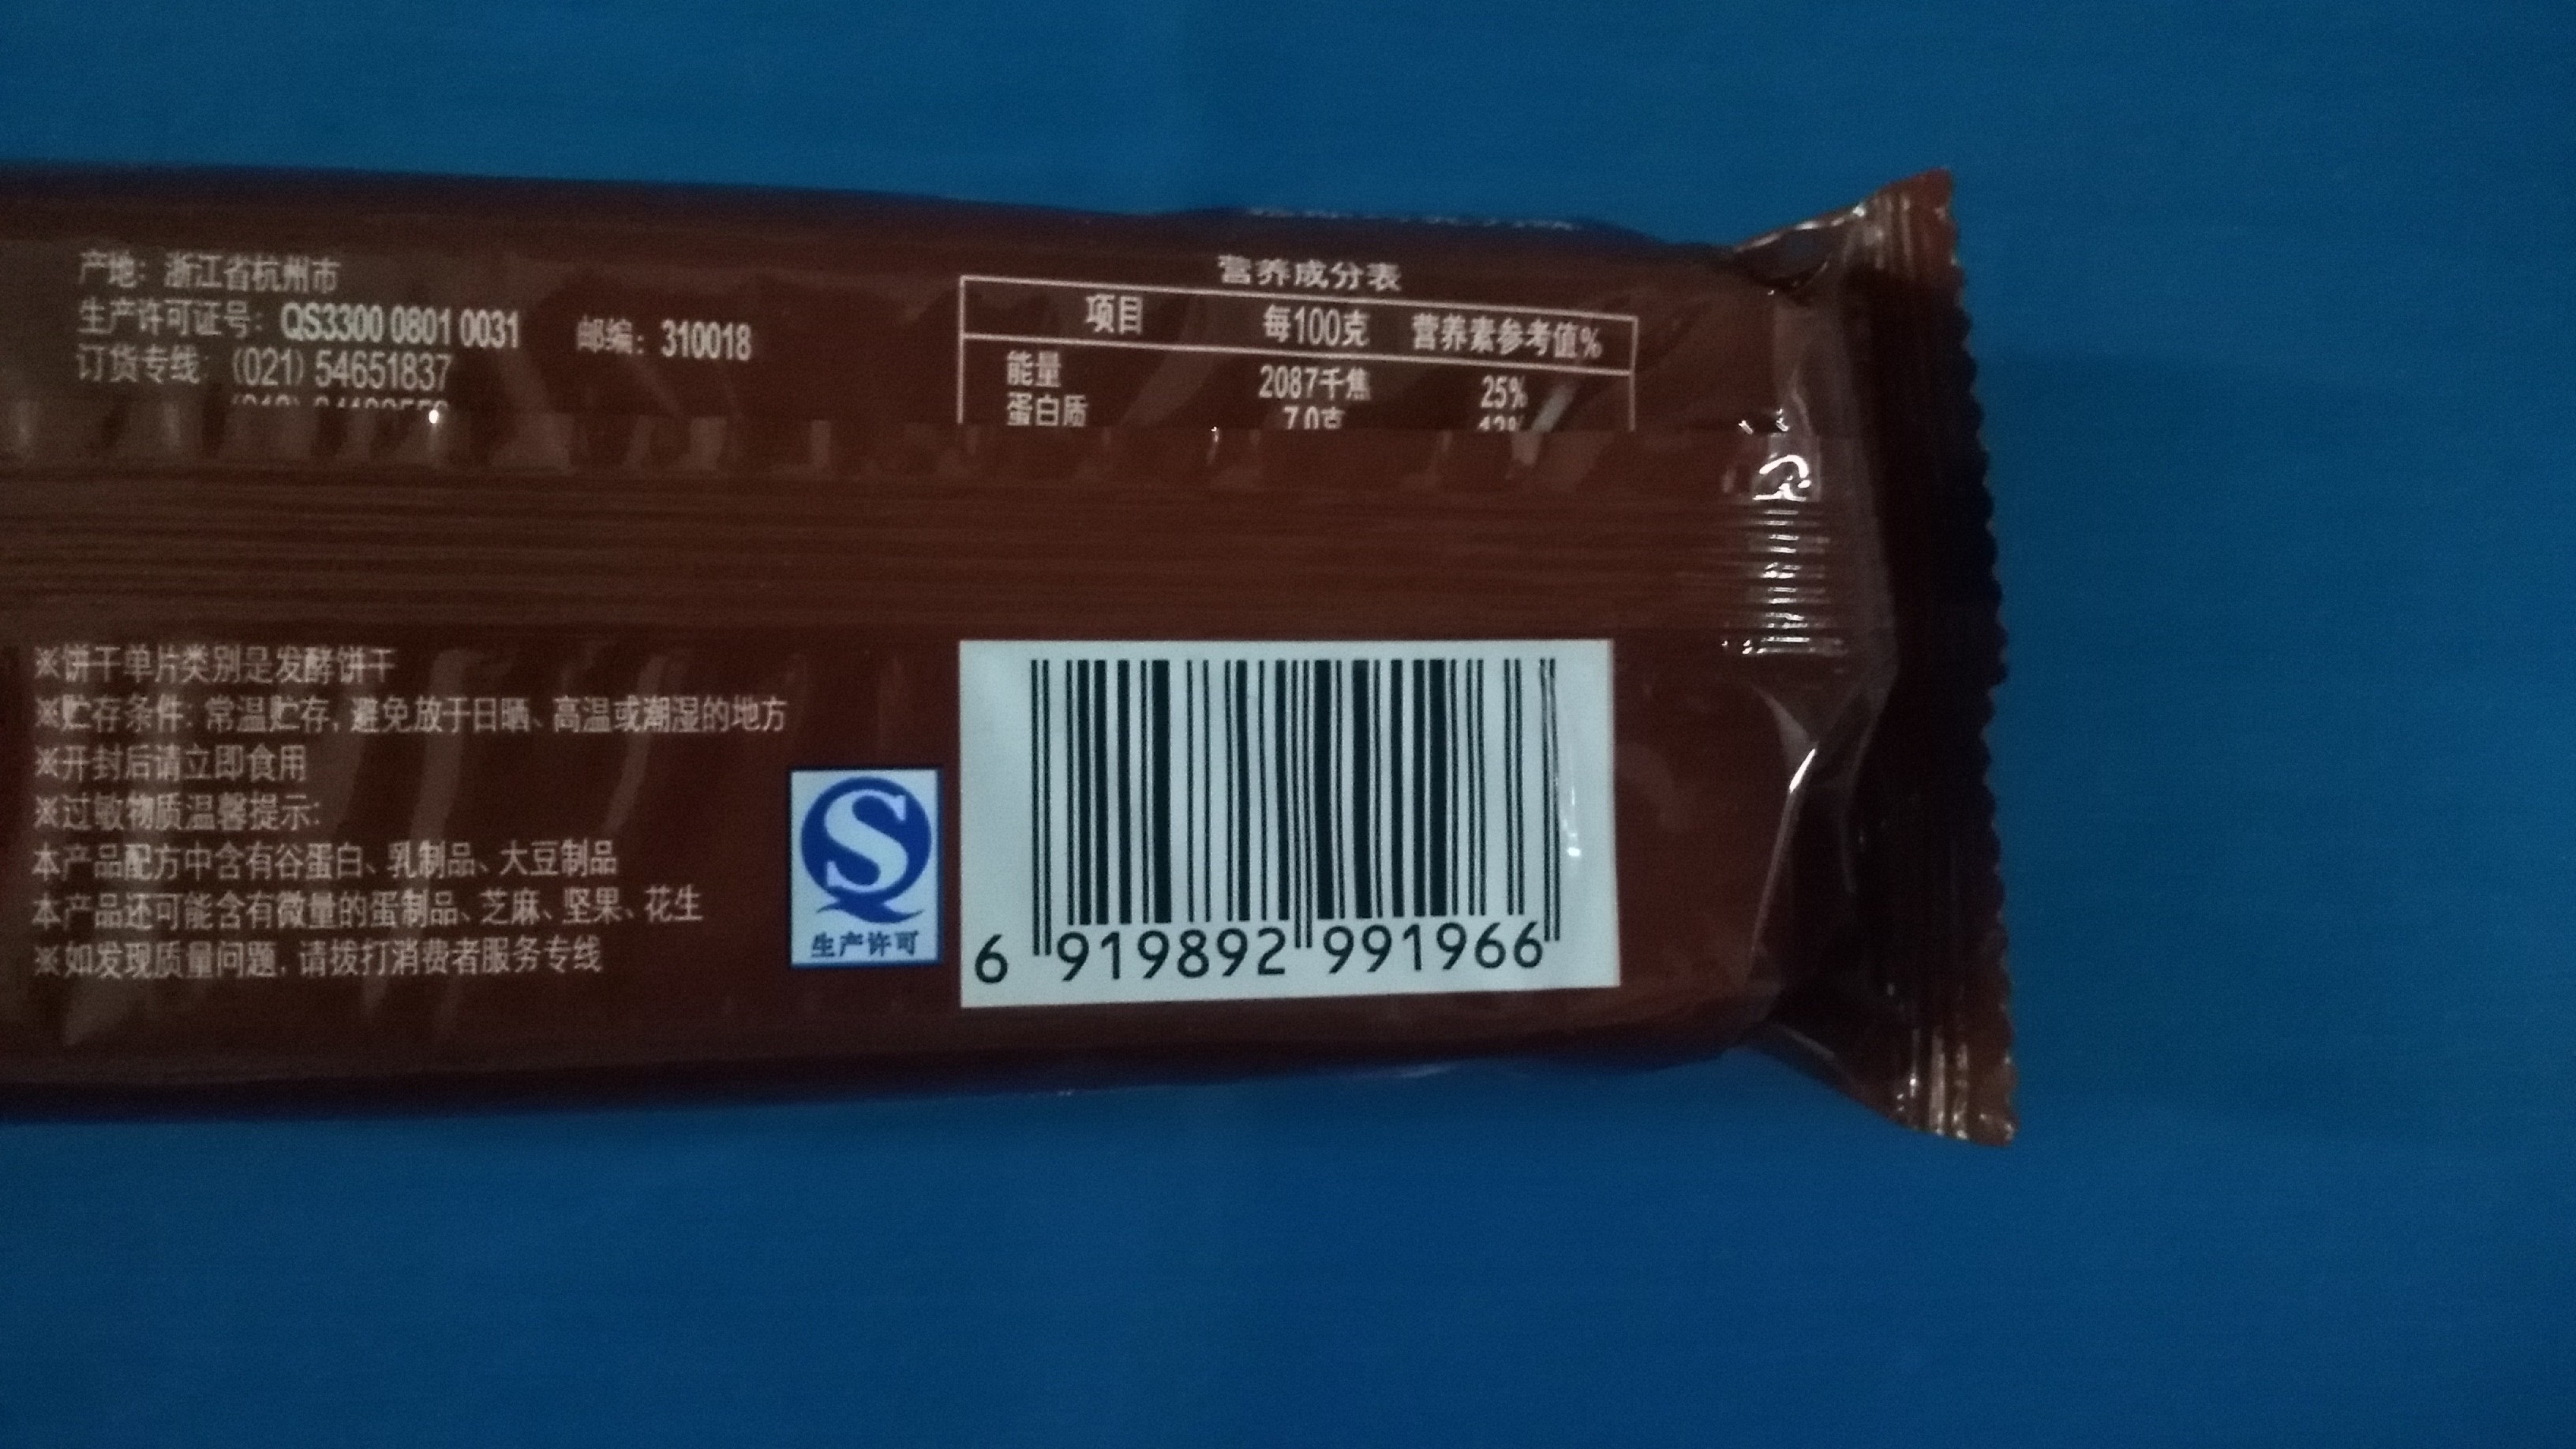 产地：浙江省杭州市
生产许可证号：QS3300 0801 0031 邮编：310018
订货专线：(021) 54651837
营养成分表
项目 每100克 营养素参考值%
能量 2087千焦 25%
蛋白质 7.0克
※饼干单片类别是发酵饼干
※贮存条件：常温贮存，避免放于日晒、高温或潮湿的地方
※开封后请立即食用
※过敏物质温馨提示：
本产品配方中含有谷蛋白、乳制品、大豆制品
本产品还可能含有微量的蛋制品、芝麻、坚果、花生
※如发现质量问题，请拨打消费者服务专线
生产许可
6 919892 991966